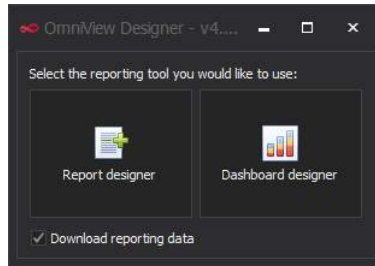 OmniView Designer - v4....
Select the reporting tool you would like to use:
Report designer
Dashboard designer
Download reporting data